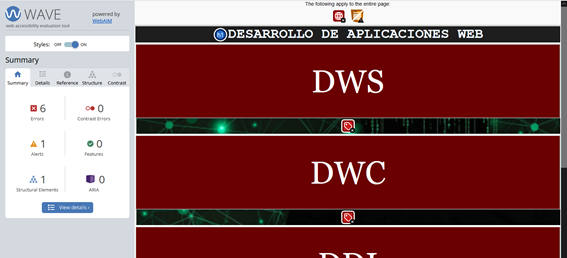 WAVE
web accessibility evaluation tool
powered by
WebAIM
Styles: OFF ON
Summary
Summary Details Reference Structure Contrast
6
Errors
0
Contrast Errors
1
Alerts
0
Features
1
Structural Elements
0
ARIA
View details ›
The following apply to the entire page:
DESARROLLO DE APLICACIONES WEB
DWS
DWC